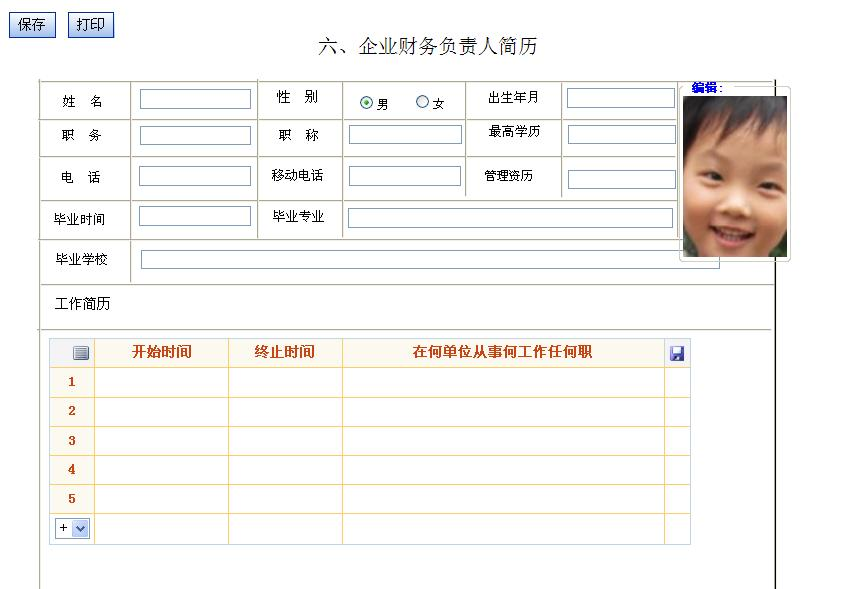 保存 打印
六、企业财务负责人简历
姓 名 性 别 男 女 出生年月 编辑:
职 务 职 称 最高学历
电 话 移动电话 管理资历
毕业时间 毕业专业
毕业学校
工作简历
开始时间 终止时间 在何单位从事何工作任何职
1
2
3
4
5
+